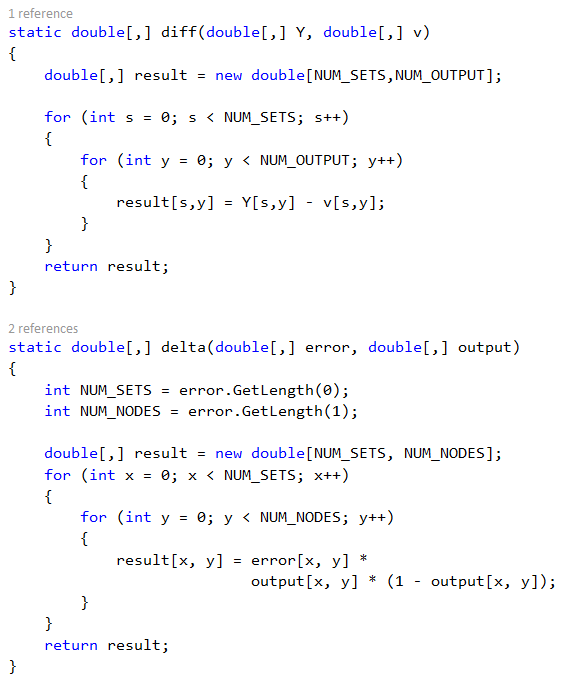 1 reference
static double[,] diff(double[,] Y, double[,] v)
{
    double[,] result = new double[NUM_SETS,NUM_OUTPUT];

    for (int s = 0; s < NUM_SETS; s++)
    {
        for (int y = 0; y < NUM_OUTPUT; y++)
        {
            result[s,y] = Y[s,y] - v[s,y];
        }
    }
    return result;
}

2 references
static double[,] delta(double[,] error, double[,] output)
{
    int NUM_SETS = error.GetLength(0);
    int NUM_NODES = error.GetLength(1);

    double[,] result = new double[NUM_SETS, NUM_NODES];
    for (int x = 0; x < NUM_SETS; x++)
    {
        for (int y = 0; y < NUM_NODES; y++)
        {
            result[x, y] = error[x, y] *
                           output[x, y] * (1 - output[x, y]);
        }
    }
    return result;
}